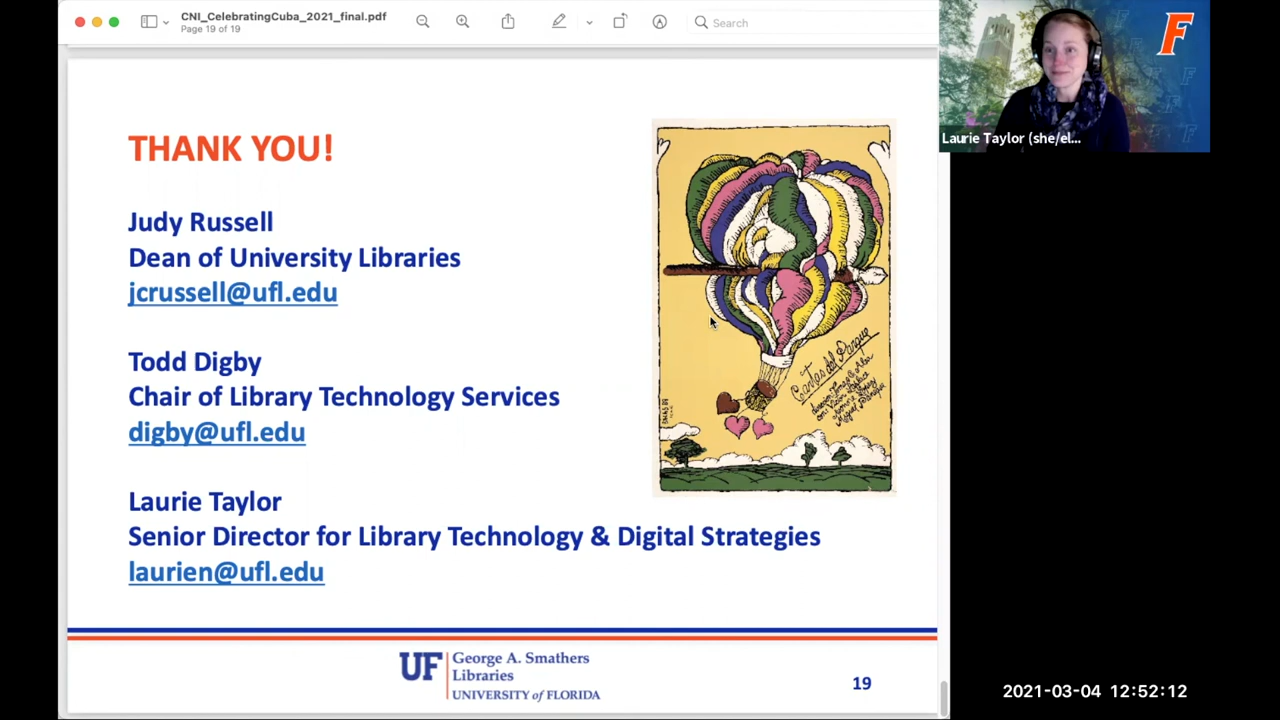 CNI_CelebratingCuba_2021_final.pdf
Page 19 of 19
Search
F
Laurie Taylor (she/el...
THANK YOU!
Judy Russell
Dean of University Libraries
jcrussell@ufl.edu
Todd Digby
Chair of Library Technology Services
digby@ufl.edu
Laurie Taylor
Senior Director for Library Technology & Digital Strategies
laurien@ufl.edu
Cantos del Parque
UF
George A. Smathers
Libraries
UNIVERSITY of FLORIDA
19
2021-03-04 12:52:12